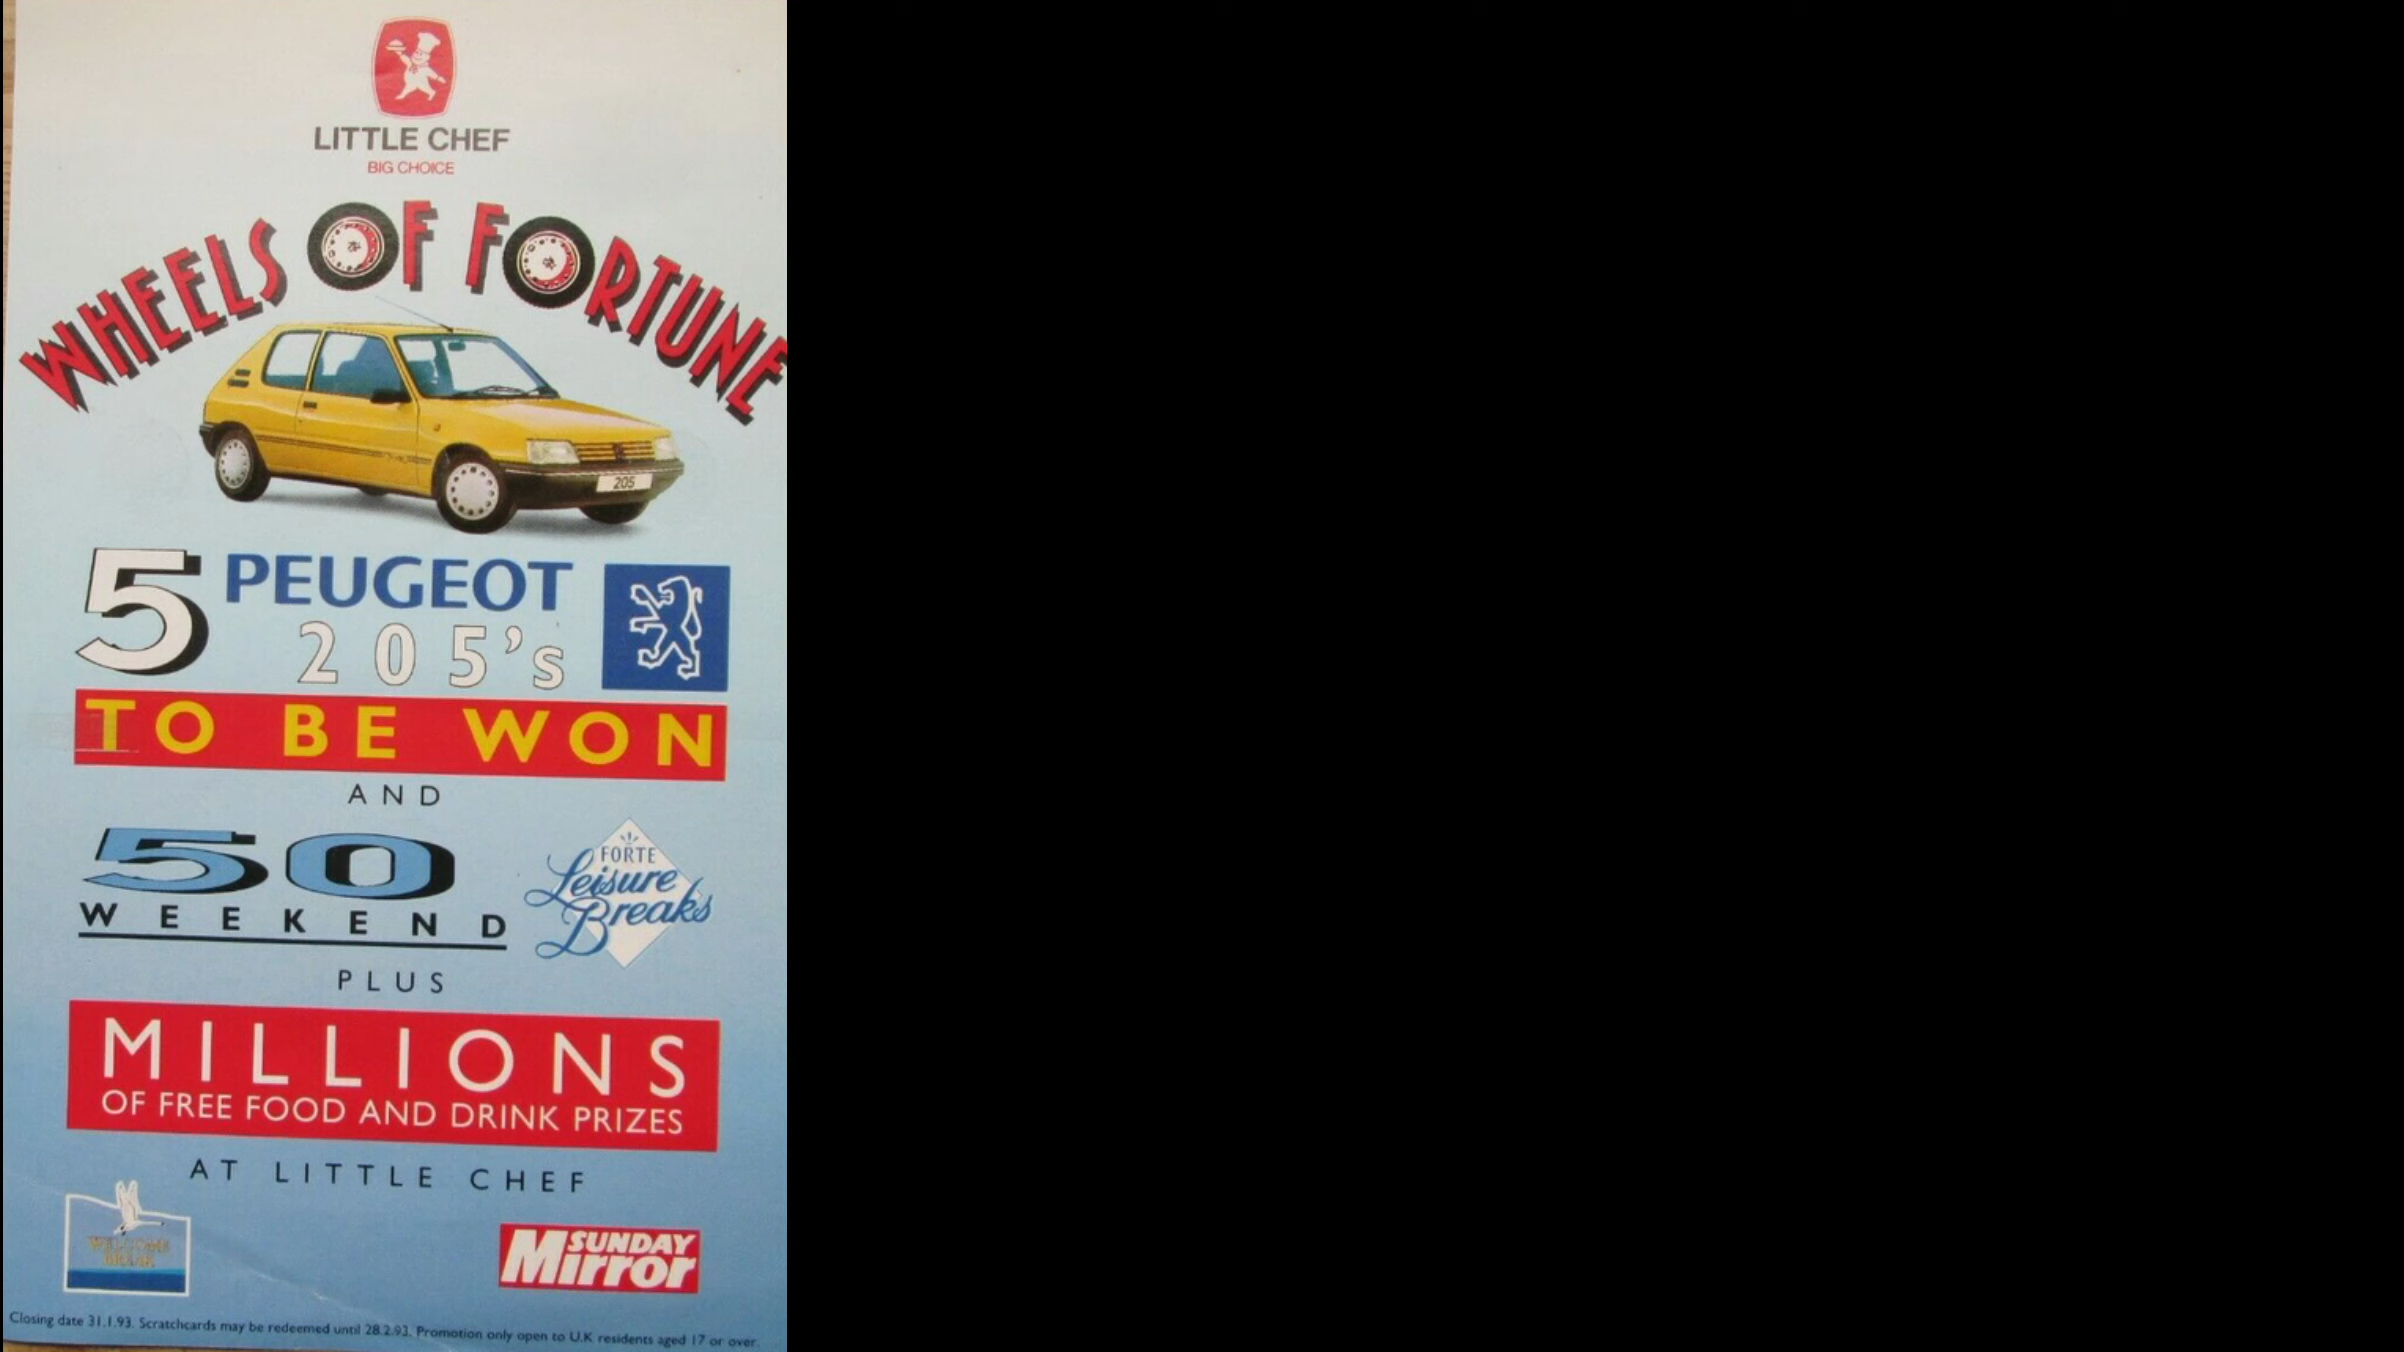 LITTLE CHEF
BIG CHOICE
WHEELS OF FORTUNE
205
5 PEUGEOT
205's
TO BE WON
AND
50
WEEKEND
FORTE
Leisure
Breaks
PLUS
MILLIONS
OF FREE FOOD AND DRINK PRIZES
AT LITTLE CHEF
WELCOME
BREAK
SUNDAY
Mirror
Closing date 31.1.93. Scratchcards may be redeemed until 28.2.93. Promotion only open to U.K residents aged 17 or over.